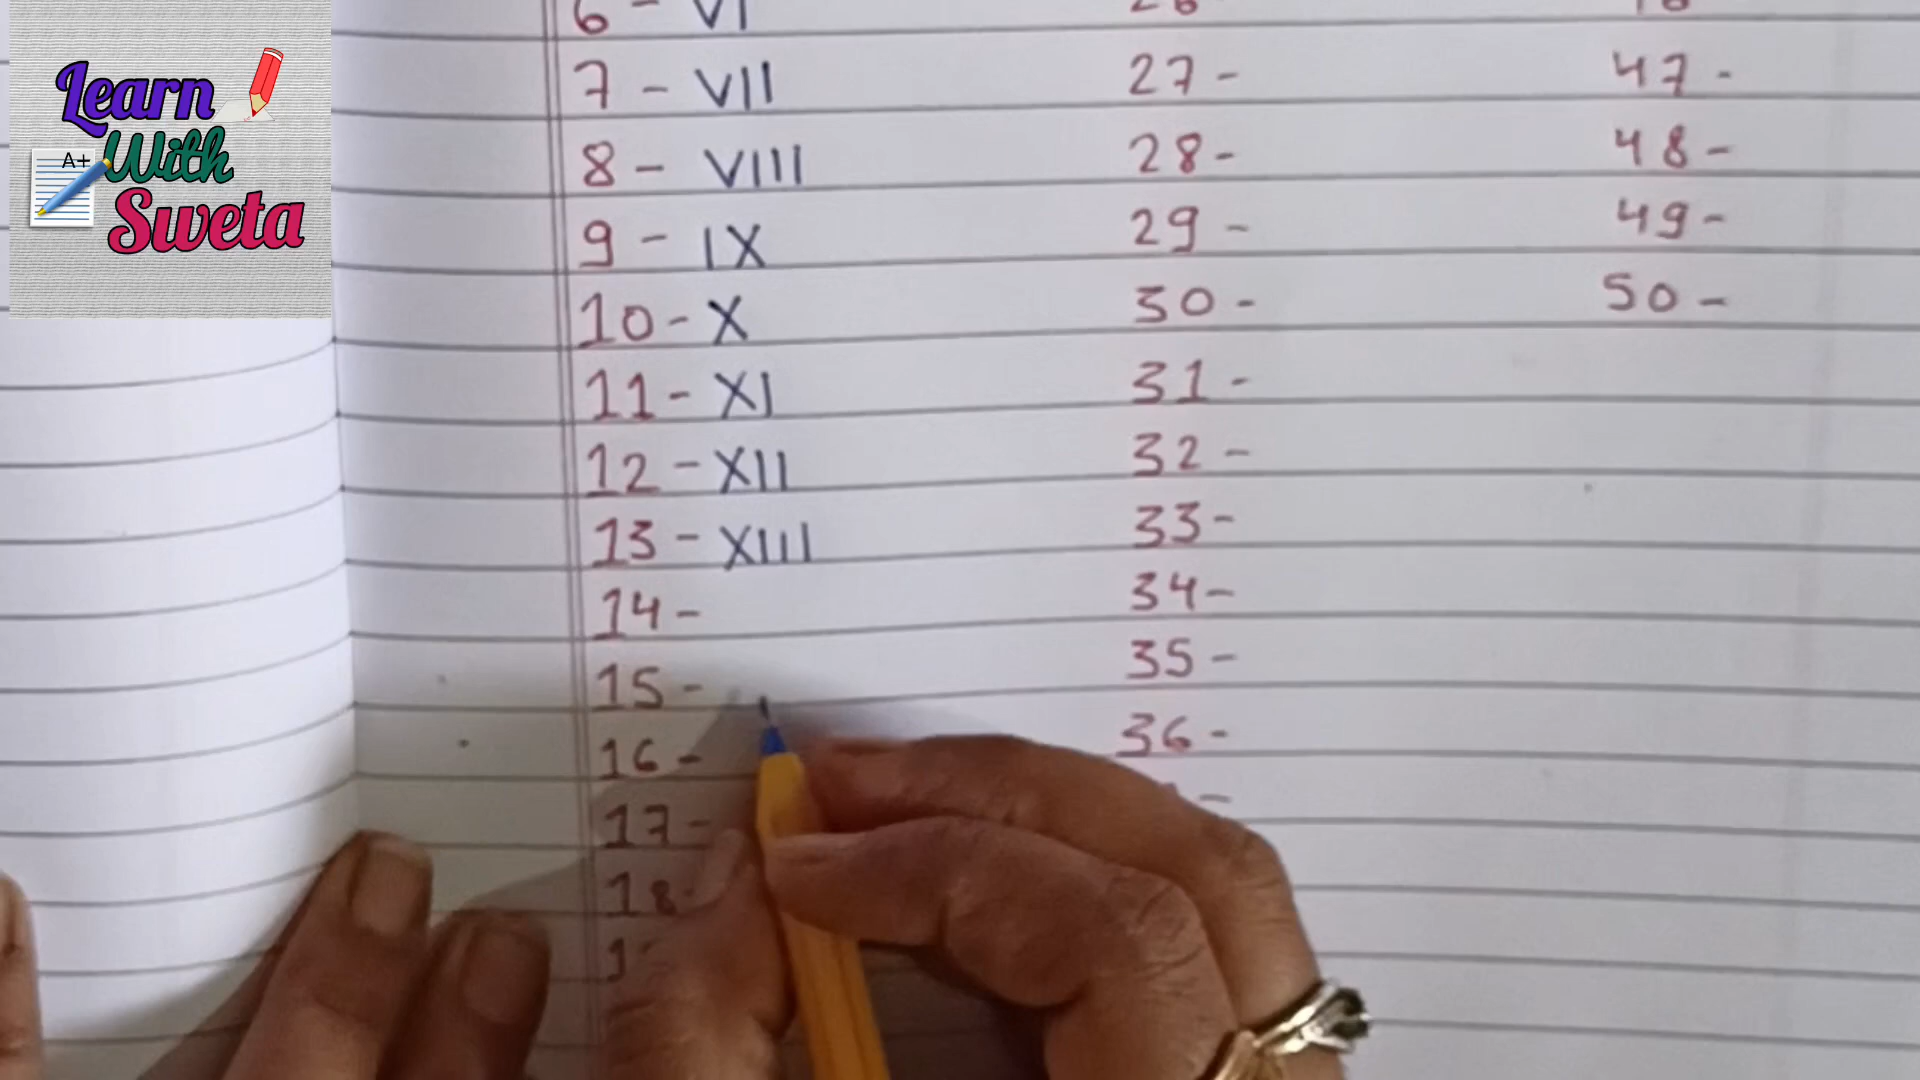 Learn
With
Sweta
A+
6 - VI
7 - VII
8 - VIII
9 - IX
10 - X
11 - XI
12 - XII
13 - XIII
14 -
15 -
16 -
17 -
18 -
27 -
28 -
29 -
30 -
31 -
32 -
33 -
34 -
35 -
36 -
47 -
48 -
49 -
50 -